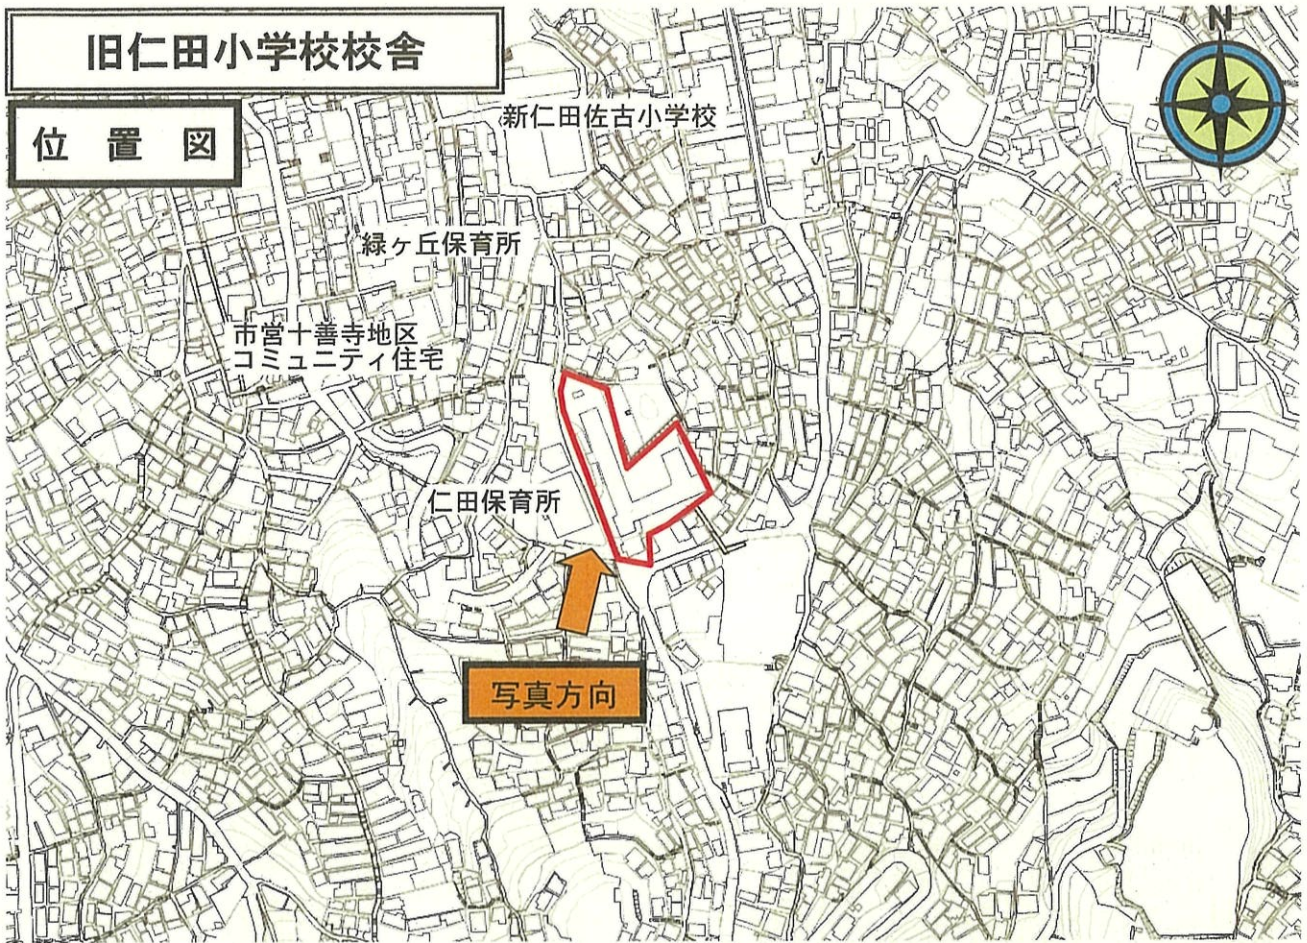 旧仁田小学校校舎
位置図
N
新仁田佐古小学校
緑ヶ丘保育所
市営十善寺地区
コミュニティ住宅
仁田保育所
写真方向